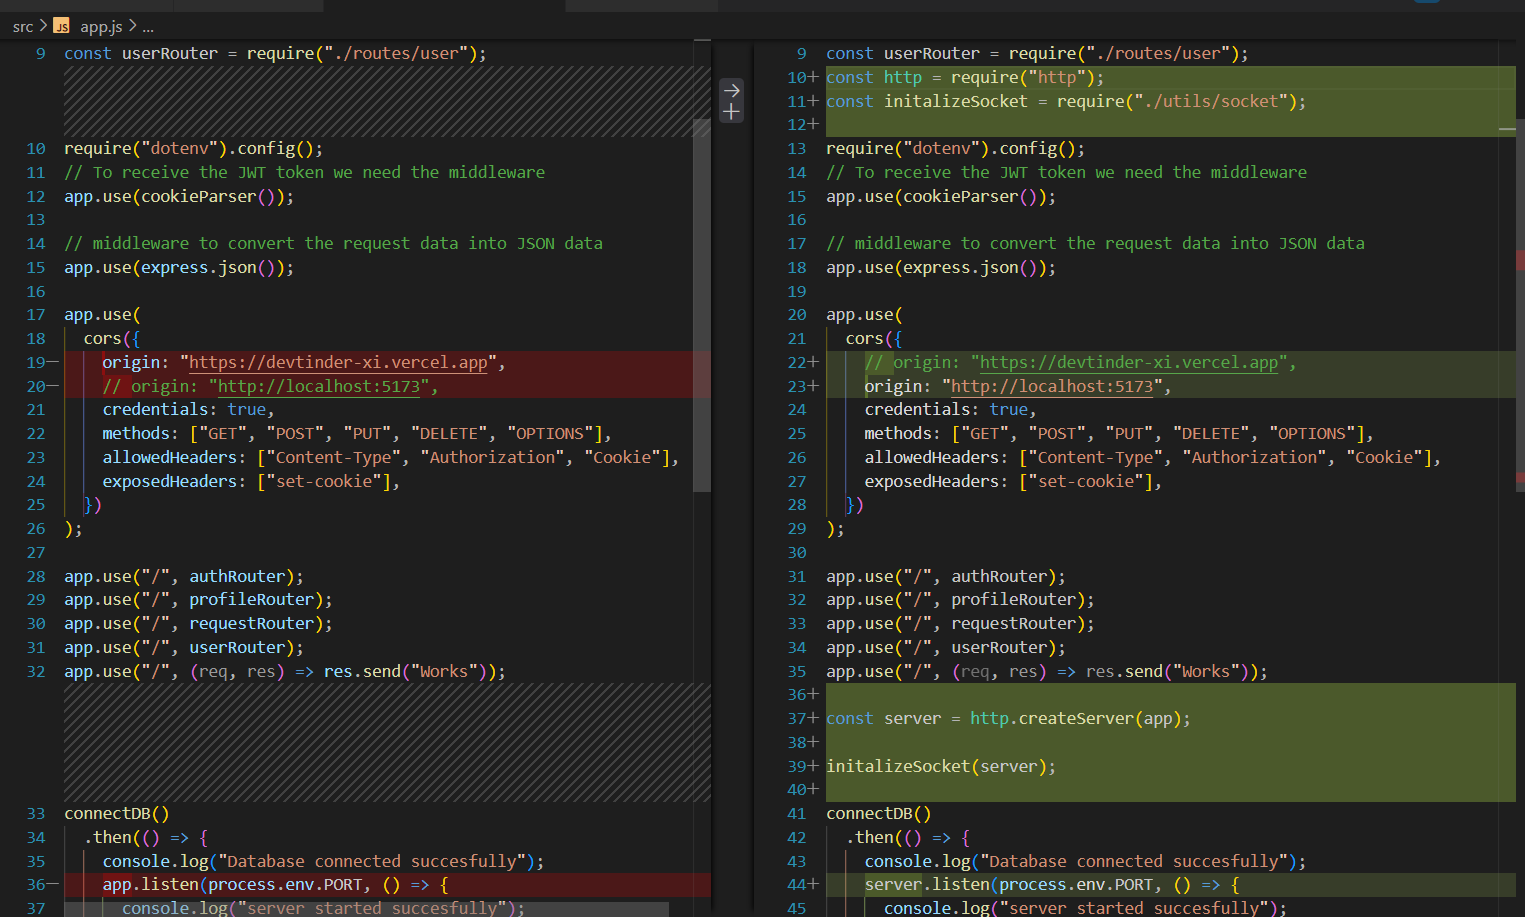 src > JS app.js > ...
9 const userRouter = require("./routes/user");
10 require("dotenv").config();
11 // To receive the JWT token we need the middleware
12 app.use(cookieParser());
13
14 // middleware to convert the request data into JSON data
15 app.use(express.json());
16
17 app.use(
18 cors({
19— origin: "https://devtinder-xi.vercel.app",
20— // origin: "http://localhost:5173",
21 credentials: true,
22 methods: ["GET", "POST", "PUT", "DELETE", "OPTIONS"],
23 allowedHeaders: ["Content-Type", "Authorization", "Cookie"],
24 exposedHeaders: ["set-cookie"],
25 })
26 );
27
28 app.use("/", authRouter);
29 app.use("/", profileRouter);
30 app.use("/", requestRouter);
31 app.use("/", userRouter);
32 app.use("/", (req, res) => res.send("Works"));
33 connectDB()
34 .then(() => {
35 console.log("Database connected succesfully");
36— app.listen(process.env.PORT, () => {
37 console.log("server started succesfully");
9 const userRouter = require("./routes/user");
10+ const http = require("http");
11+ const initalizeSocket = require("./utils/socket");
12+
13 require("dotenv").config();
14 // To receive the JWT token we need the middleware
15 app.use(cookieParser());
16
17 // middleware to convert the request data into JSON data
18 app.use(express.json());
19
20 app.use(
21 cors({
22+ // origin: "https://devtinder-xi.vercel.app",
23+ origin: "http://localhost:5173",
24 credentials: true,
25 methods: ["GET", "POST", "PUT", "DELETE", "OPTIONS"],
26 allowedHeaders: ["Content-Type", "Authorization", "Cookie"],
27 exposedHeaders: ["set-cookie"],
28 })
29 );
30
31 app.use("/", authRouter);
32 app.use("/", profileRouter);
33 app.use("/", requestRouter);
34 app.use("/", userRouter);
35 app.use("/", (req, res) => res.send("Works"));
36+
37+ const server = http.createServer(app);
38+
39+ initalizeSocket(server);
40+
41 connectDB()
42 .then(() => {
43 console.log("Database connected succesfully");
44+ server.listen(process.env.PORT, () => {
45 console.log("server started succesfully");